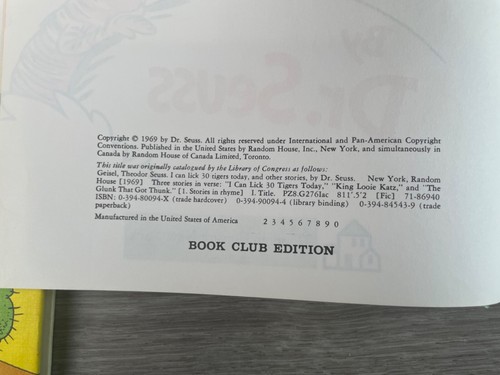 By
Dr. Seuss
Copyright © 1969 by Dr. Seuss. All rights reserved under International and Pan-American Copyright
Conventions. Published in the United States by Random House, Inc., New York, and simultaneously in
Canada by Random House of Canada Limited, Toronto.
This title was originally catalogued by the Library of Congress as follows:
Geisel, Theodor Seuss. I can lick 30 tigers today, and other stories, by Dr. Seuss. New York, Random
House [1969] Three stories in verse: "I Can Lick 30 Tigers Today," "King Looie Katz," and "The
Glunk That Got Thunk." [1. Stories in rhyme] I. Title. PZ8.G276Iac 811'.5'2 [Fic] 71-86940
ISBN: 0-394-80094-X (trade hardcover) 0-394-90094-4 (library binding) 0-394-84543-9 (trade
paperback)
Manufactured in the United States of America 2 3 4 5 6 7 8 9 0
BOOK CLUB EDITION